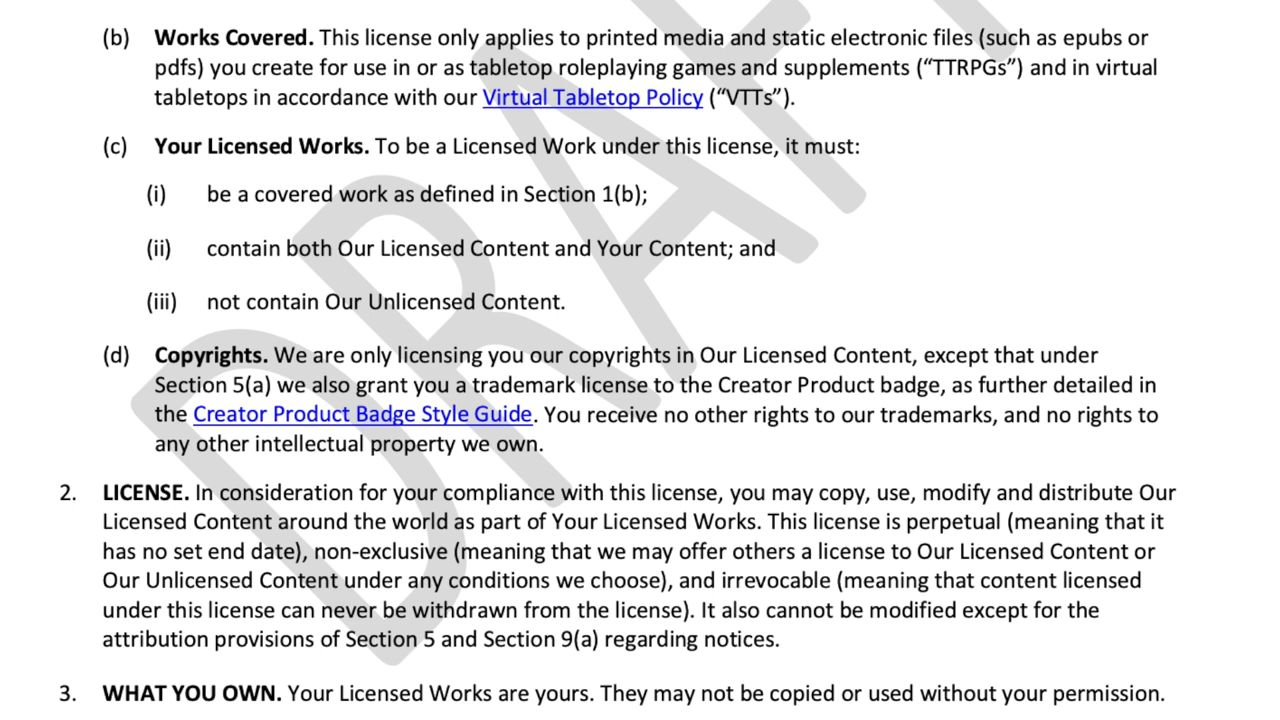 (b) Works Covered. This license only applies to printed media and static electronic files (such as epubs or
pdfs) you create for use in or as tabletop roleplaying games and supplements (“TTRPGs”) and in virtual
tabletops in accordance with our Virtual Tabletop Policy (“VTTs”).
(c) Your Licensed Works. To be a Licensed Work under this license, it must:
(i) be a covered work as defined in Section 1(b);
(ii) contain both Our Licensed Content and Your Content; and
(iii) not contain Our Unlicensed Content.
(d) Copyrights. We are only licensing you our copyrights in Our Licensed Content, except that under
Section 5(a) we also grant you a trademark license to the Creator Product badge, as further detailed in
the Creator Product Badge Style Guide. You receive no other rights to our trademarks, and no rights to
any other intellectual property we own.
2. LICENSE. In consideration for your compliance with this license, you may copy, use, modify and distribute Our
Licensed Content around the world as part of Your Licensed Works. This license is perpetual (meaning that it
has no set end date), non-exclusive (meaning that we may offer others a license to Our Licensed Content or
Our Unlicensed Content under any conditions we choose), and irrevocable (meaning that content licensed
under this license can never be withdrawn from the license). It also cannot be modified except for the
attribution provisions of Section 5 and Section 9(a) regarding notices.
3. WHAT YOU OWN. Your Licensed Works are yours. They may not be copied or used without your permission.
DRAFT